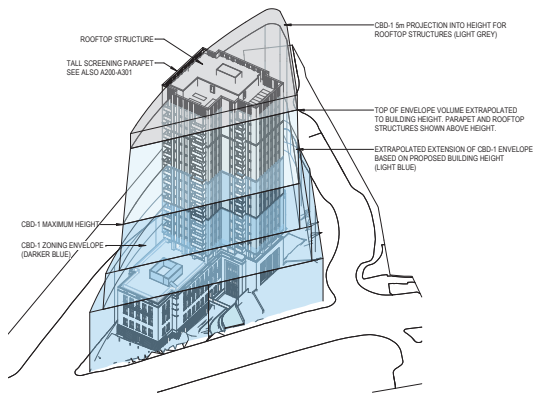 CBD-1 5m PROJECTION INTO HEIGHT FOR
ROOFTOP STRUCTURES (LIGHT GREY)
ROOFTOP STRUCTURE
TALL SCREENING PARAPET
SEE ALSO A200-A301
TOP OF ENVELOPE VOLUME EXTRAPOLATED
TO BUILDING HEIGHT. PARAPET AND ROOFTOP
STRUCTURES SHOWN ABOVE HEIGHT.
EXTRAPOLATED EXTENSION OF CBD-1 ENVELOPE
BASED ON PROPOSED BUILDING HEIGHT
(LIGHT BLUE)
CBD-1 MAXIMUM HEIGHT
CBD-1 ZONING ENVELOPE
(DARKER BLUE)